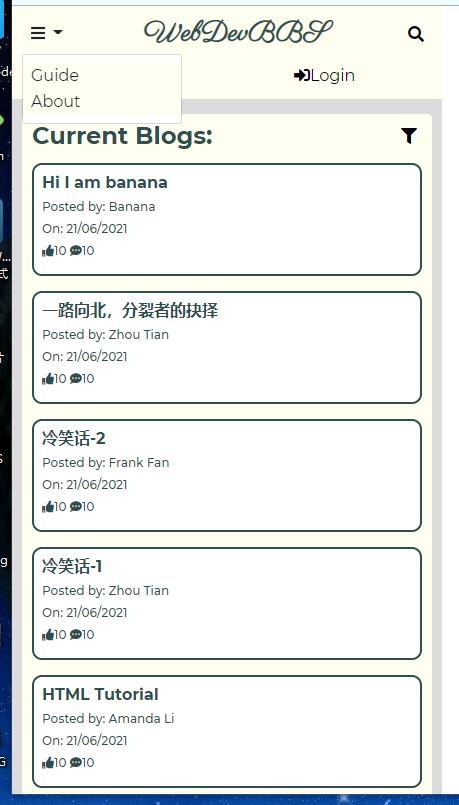 WebDevBBS
Guide
About
Login
Current Blogs:
Hi I am banana
Posted by: Banana
On: 21/06/2021
10 10
一路向北，分裂者的抉择
Posted by: Zhou Tian
On: 21/06/2021
10 10
冷笑话-2
Posted by: Frank Fan
On: 21/06/2021
10 10
冷笑话-1
Posted by: Zhou Tian
On: 21/06/2021
10 10
HTML Tutorial
Posted by: Amanda Li
On: 21/06/2021
10 10